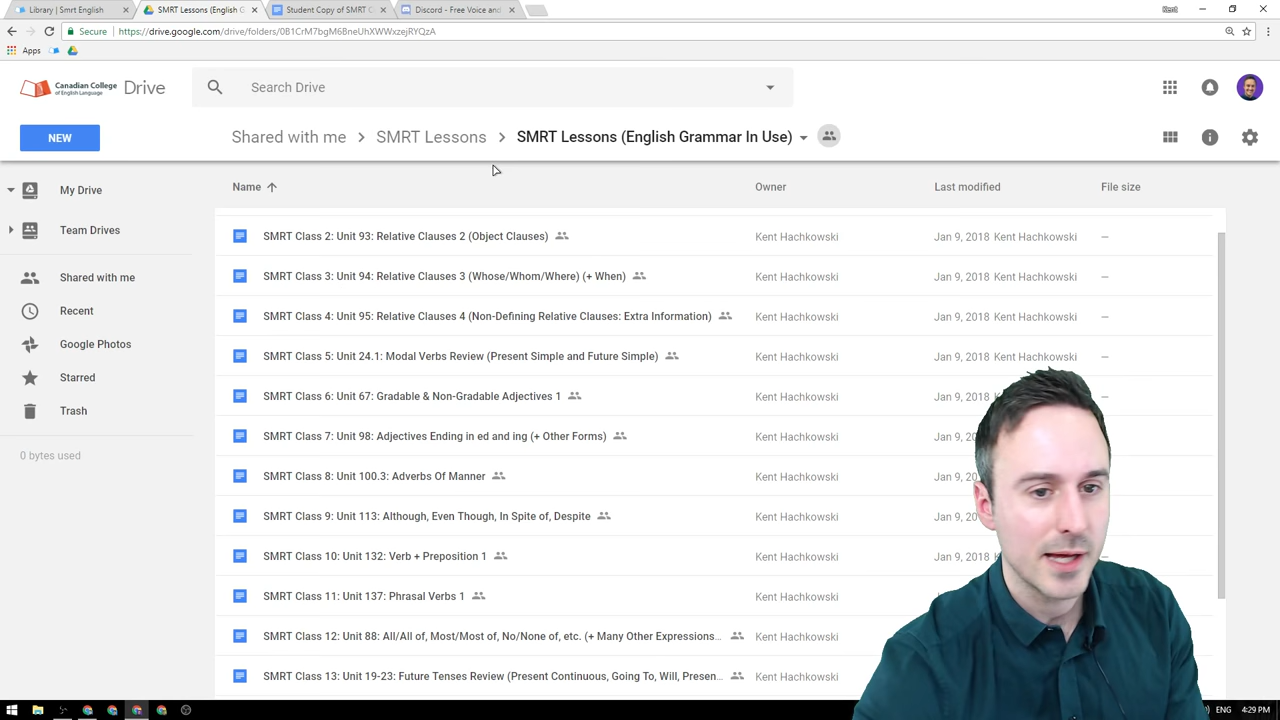 Library | Smrt English
SMRT Lessons (English G
Student Copy of SMRT C
Discord - Free Voice and
Kent
Secure https://drive.google.com/drive/folders/0B1CrM7bgM6BneUhXWWxzejRYQzA
Apps
Canadian College
of English Language
Drive
Search Drive
NEW
Shared with me
SMRT Lessons
SMRT Lessons (English Grammar In Use)
My Drive
Team Drives
Shared with me
Recent
Google Photos
Starred
Trash
0 bytes used
Name Owner Last modified File size
SMRT Class 2: Unit 93: Relative Clauses 2 (Object Clauses) Kent Hachkowski Jan 9, 2018 Kent Hachkowski —
SMRT Class 3: Unit 94: Relative Clauses 3 (Whose/Whom/Where) (+ When) Kent Hachkowski Jan 9, 2018 Kent Hachkowski —
SMRT Class 4: Unit 95: Relative Clauses 4 (Non-Defining Relative Clauses: Extra Information) Kent Hachkowski Jan 9, 2018 Kent Hachkowski —
SMRT Class 5: Unit 24.1: Modal Verbs Review (Present Simple and Future Simple) Kent Hachkowski Jan 9, 2018 Kent Hachkowski —
SMRT Class 6: Unit 67: Gradable & Non-Gradable Adjectives 1 Kent Hachkowski Jan 9, 20 —
SMRT Class 7: Unit 98: Adjectives Ending in ed and ing (+ Other Forms) Kent Hachkowski Jan 9, 20
SMRT Class 8: Unit 100.3: Adverbs Of Manner Kent Hachkowski Jan 9, 20
SMRT Class 9: Unit 113: Although, Even Though, In Spite of, Despite Kent Hachkowski Jan 9, 20
SMRT Class 10: Unit 132: Verb + Preposition 1 Kent Hachkowski Jan 9, 2018 K
SMRT Class 11: Unit 137: Phrasal Verbs 1 Kent Hachkowski
SMRT Class 12: Unit 88: All/All of, Most/Most of, No/None of, etc. (+ Many Other Expressions... Kent Hachkowski
SMRT Class 13: Unit 19-23: Future Tenses Review (Present Continuous, Going To, Will, Presen... Kent Hachkowski
ENG 4:29 PM